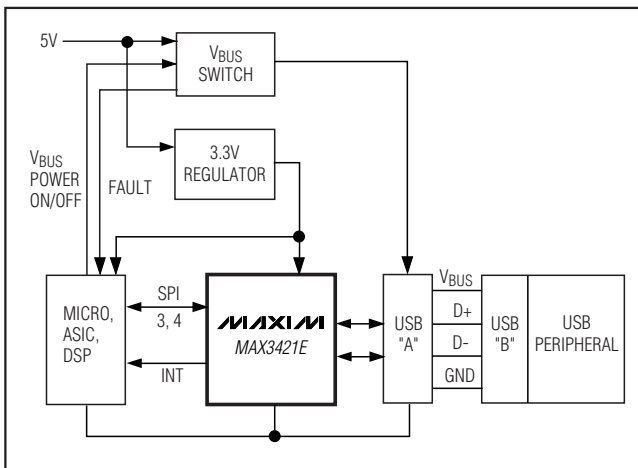 5V
VBUS
SWITCH
3.3V
REGULATOR
VBUS
POWER
ON/OFF
FAULT
MICRO,
ASIC,
DSP
SPI
3, 4
INT
MAXIM
MAX3421E
USB
"A"
VBUS
D+
D-
GND
USB
"B"
USB
PERIPHERAL